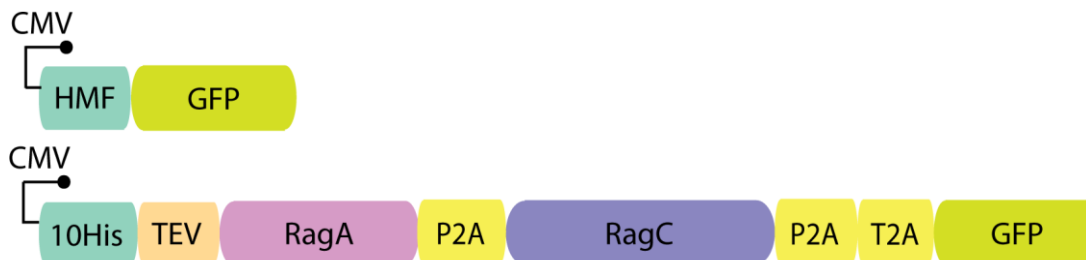 CMV
HMF GFP
CMV
10His TEV RagA P2A RagC P2A T2A GFP